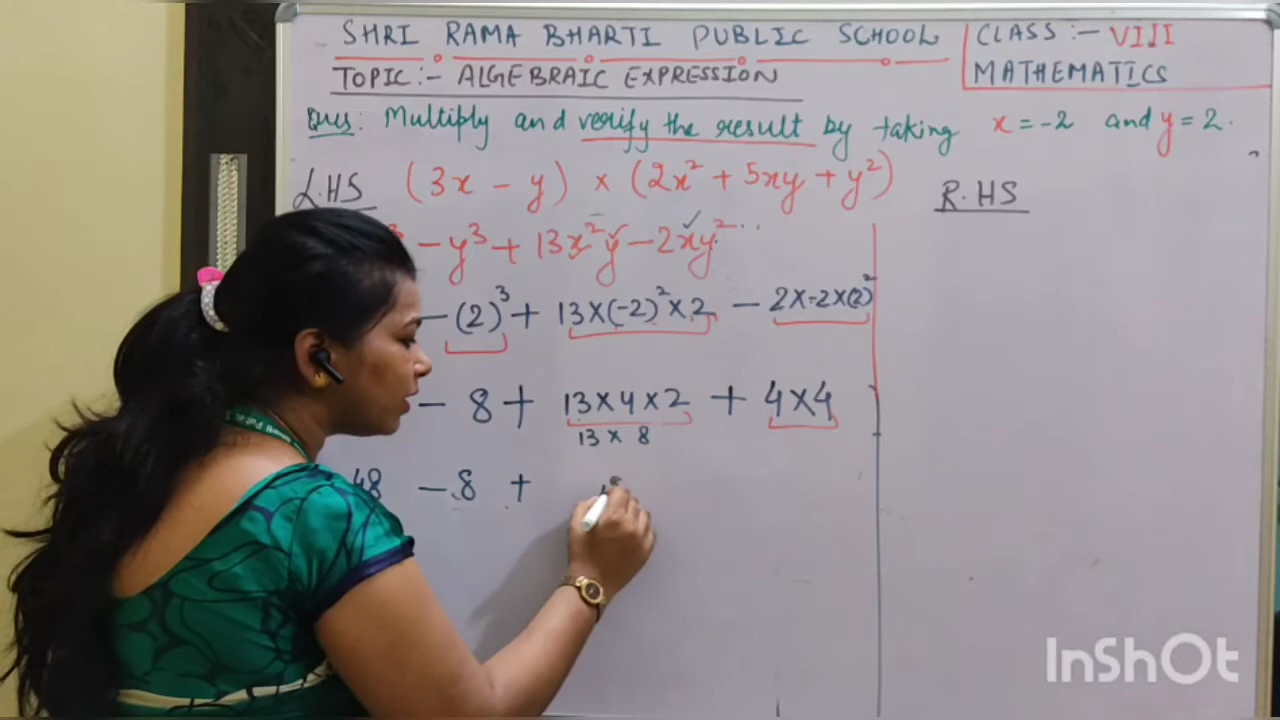 SHRI RAMA BHARTI PUBLIC SCHOOL
CLASS :- VIII
MATHEMATICS
TOPIC :- ALGEBRAIC EXPRESSION
Ques: Multiply and verify the result by taking x = -2 and y = 2.
L.HS (3x - y) × (2x² + 5xy + y²)
R.HS
³ - y³ + 13x²y - 2xy²
- (2)³ + 13×(-2)²×2 - 2×-2×(2)²
- 8 + 13×4×2 + 4×4
13 × 8
48 - 8 +
InShOt